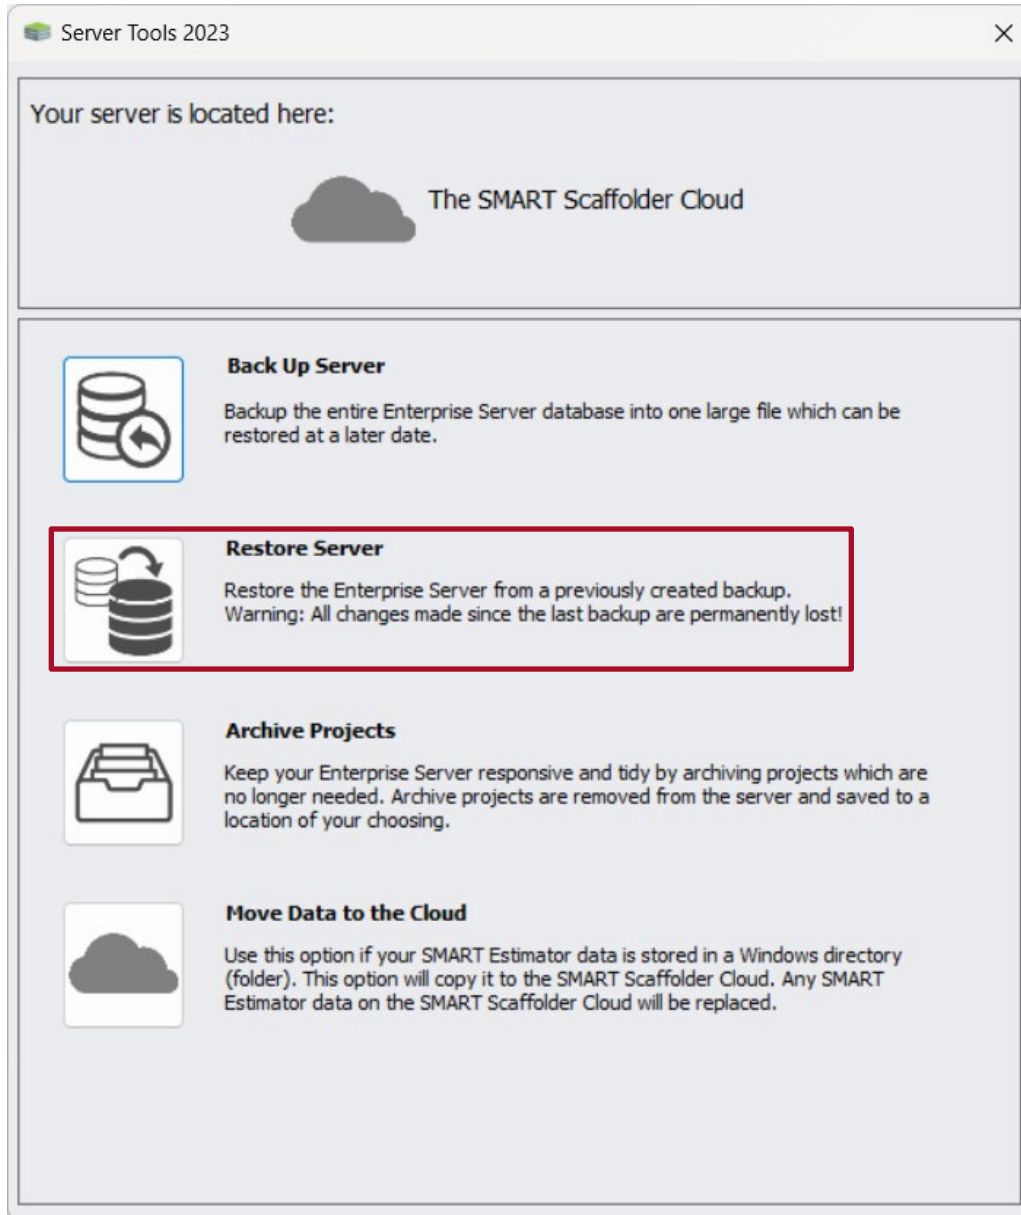 Server Tools 2023
Your server is located here:
The SMART Scaffolder Cloud
Back Up Server
Backup the entire Enterprise Server database into one large file which can be
restored at a later date.
Restore Server
Restore the Enterprise Server from a previously created backup.
Warning: All changes made since the last backup are permanently lost!
Archive Projects
Keep your Enterprise Server responsive and tidy by archiving projects which are
no longer needed. Archive projects are removed from the server and saved to a
location of your choosing.
Move Data to the Cloud
Use this option if your SMART Estimator data is stored in a Windows directory
(folder). This option will copy it to the SMART Scaffolder Cloud. Any SMART
Estimator data on the SMART Scaffolder Cloud will be replaced.